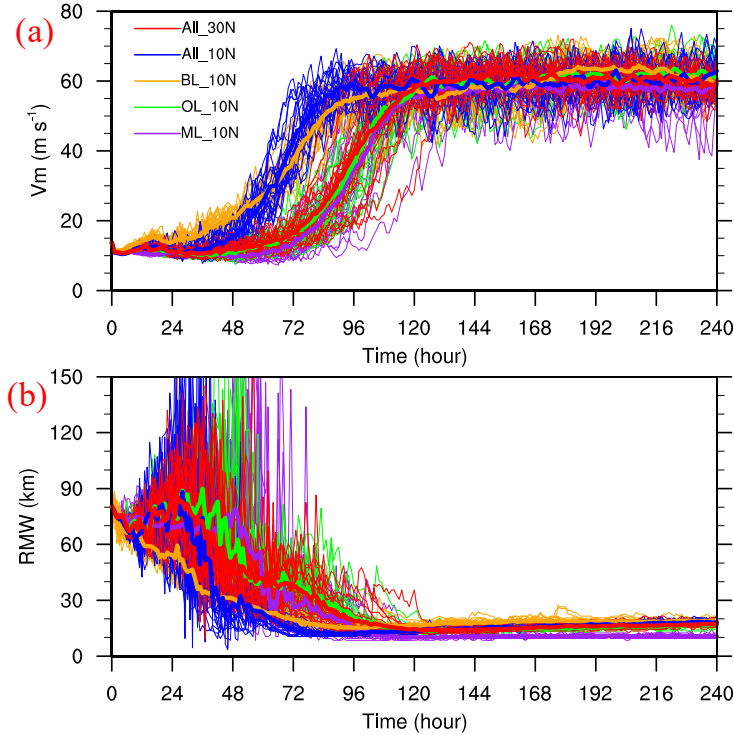 (a)
All_30N
All_10N
BL_10N
OL_10N
ML_10N
Vm (m s⁻¹)
80
60
40
20
0
0 24 48 72 96 120 144 168 192 216 240
Time (hour)
(b)
RMW (km)
150
120
90
60
30
0
0 24 48 72 96 120 144 168 192 216 240
Time (hour)